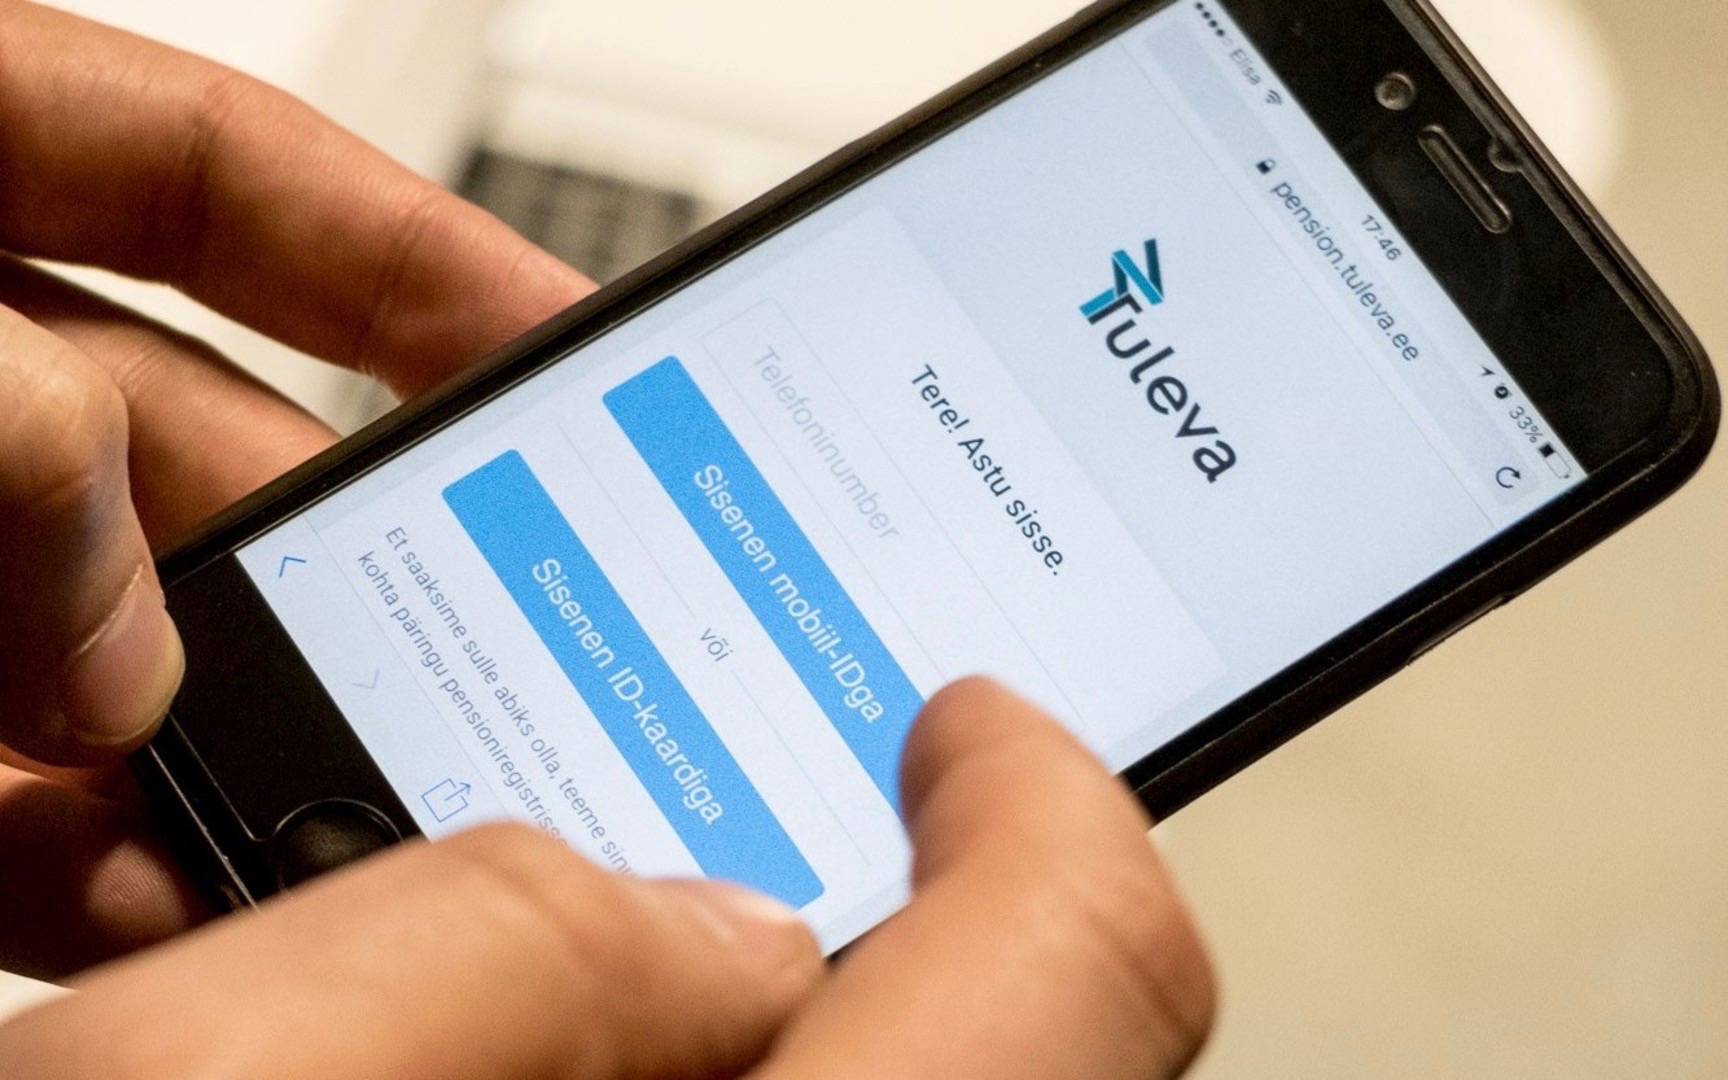 Elisa 17:46 33%
pension.tuleva.ee
Tuleva
Tere! Astu sisse.
Telefoninumber
Sisenen mobiil-IDga
või
Sisenen ID-kaardiga
Et saaksime sulle abiks olla, teeme sinu
kohta päringu pensioniregistrisse